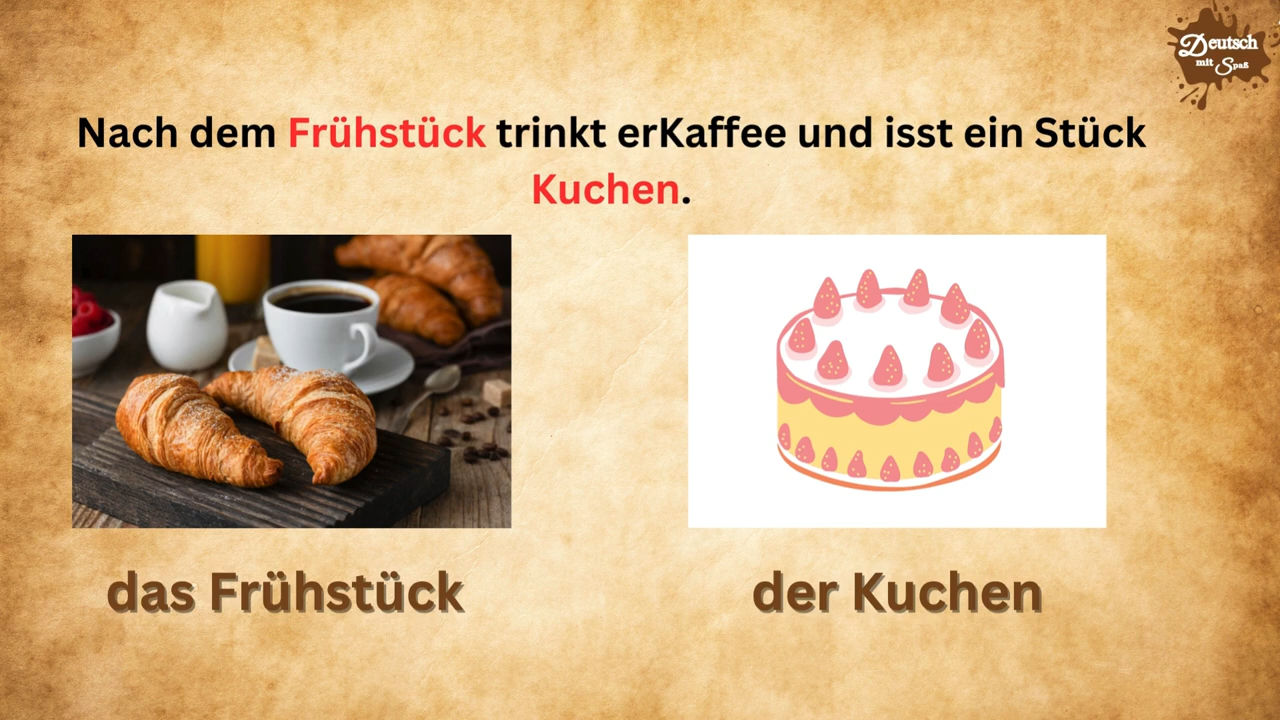 Deutsch
mit Spaß
Nach dem Frühstück trinkt erKaffee und isst ein Stück
Kuchen.
das Frühstück
der Kuchen